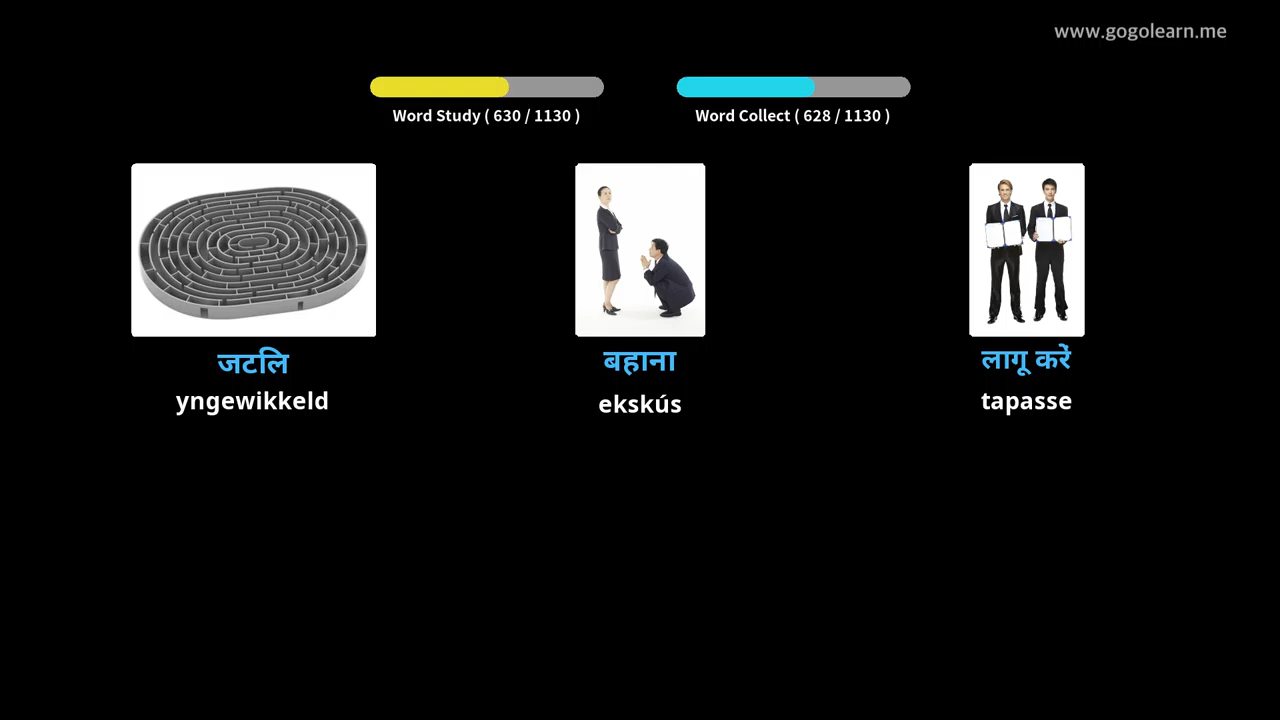 www.gogolearn.me
Word Study ( 630 / 1130 )
Word Collect ( 628 / 1130 )
जटलि
बहाना
लागू करें
yngewikkeld
ekskús
tapasse